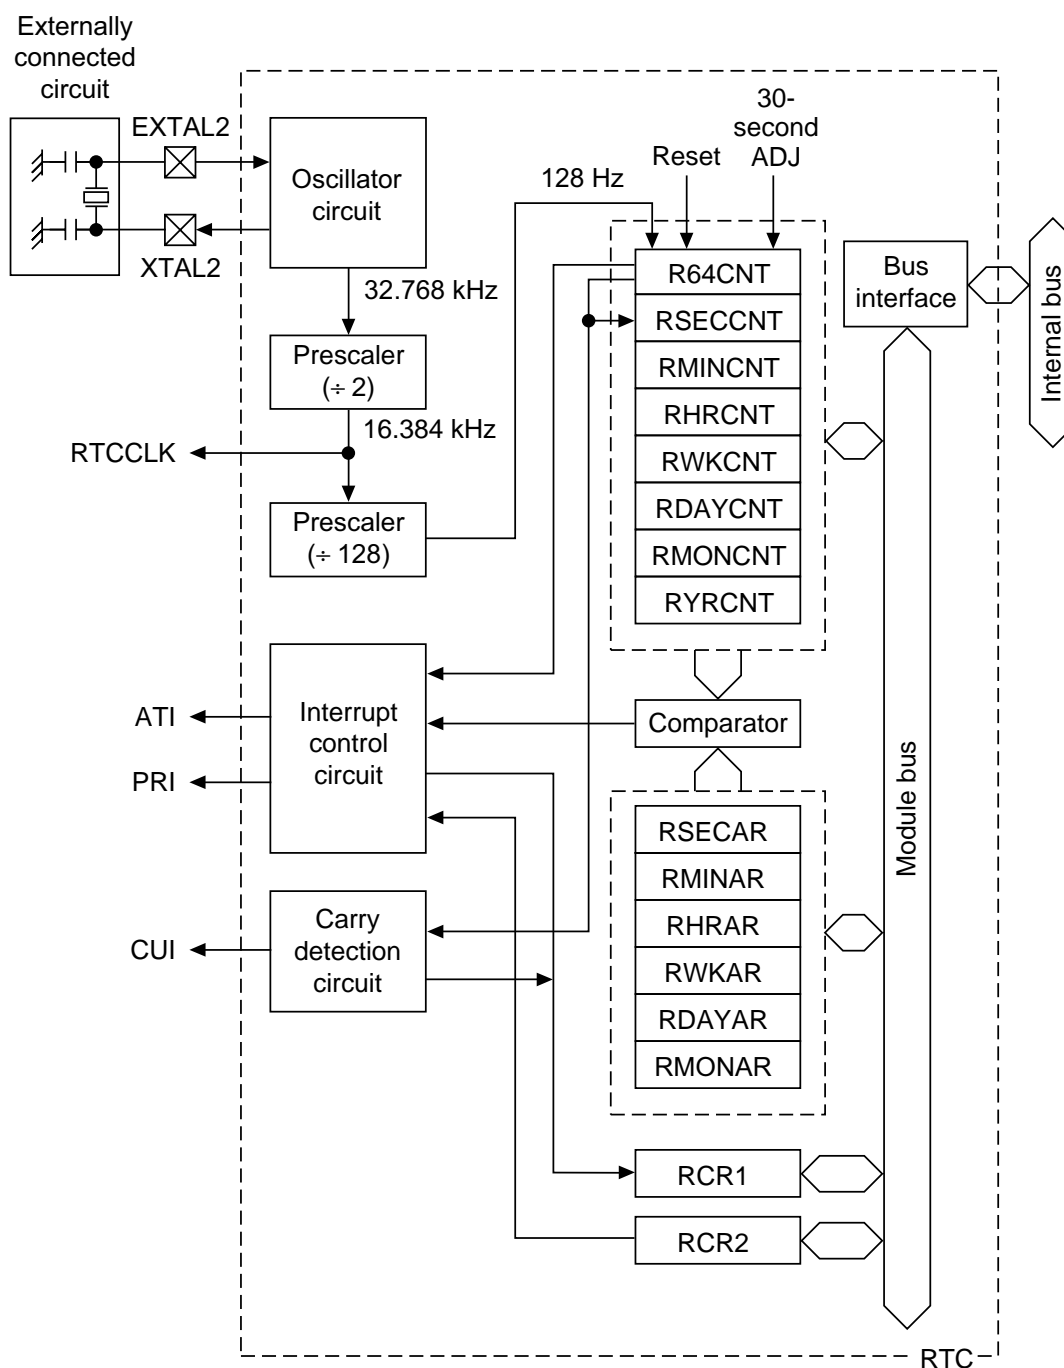 Externally
connected
circuit
EXTAL2
XTAL2
Oscillator
circuit
32.768 kHz
Prescaler
(÷ 2)
16.384 kHz
RTCCLK
Prescaler
(÷ 128)
128 Hz
Reset
30-
second
ADJ
R64CNT
RSECCNT
RMINCNT
RHRCNT
RWKCNT
RDAYCNT
RMONCNT
RYRCNT
Bus
interface
Internal bus
Module bus
ATI
PRI
Interrupt
control
circuit
Comparator
CUI
Carry
detection
circuit
RSECAR
RMINAR
RHRAR
RWKAR
RDAYAR
RMONAR
RCR1
RCR2
RTC